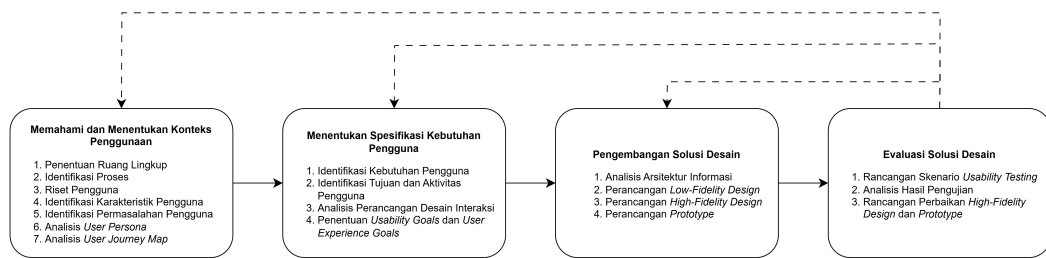 Memahami dan Menentukan Konteks
Penggunaan
1. Penentuan Ruang Lingkup
2. Identifikasi Proses
3. Riset Pengguna
4. Identifikasi Karakteristik Pengguna
5. Identifikasi Permasalahan Pengguna
6. Analisis User Persona
7. Analisis User Journey Map
Menentukan Spesifikasi Kebutuhan
Pengguna
1. Identifikasi Kebutuhan Pengguna
2. Identifikasi Tujuan dan Aktivitas
Pengguna
3. Analisis Perancangan Desain Interaksi
4. Penentuan Usability Goals dan User
Experience Goals
Pengembangan Solusi Desain
1. Analisis Arsitektur Informasi
2. Perancangan Low-Fidelity Design
3. Perancangan High-Fidelity Design
4. Perancangan Prototype
Evaluasi Solusi Desain
1. Rancangan Skenario Usability Testing
2. Analisis Hasil Pengujian
3. Rancangan Perbaikan High-Fidelity
Design dan Prototype